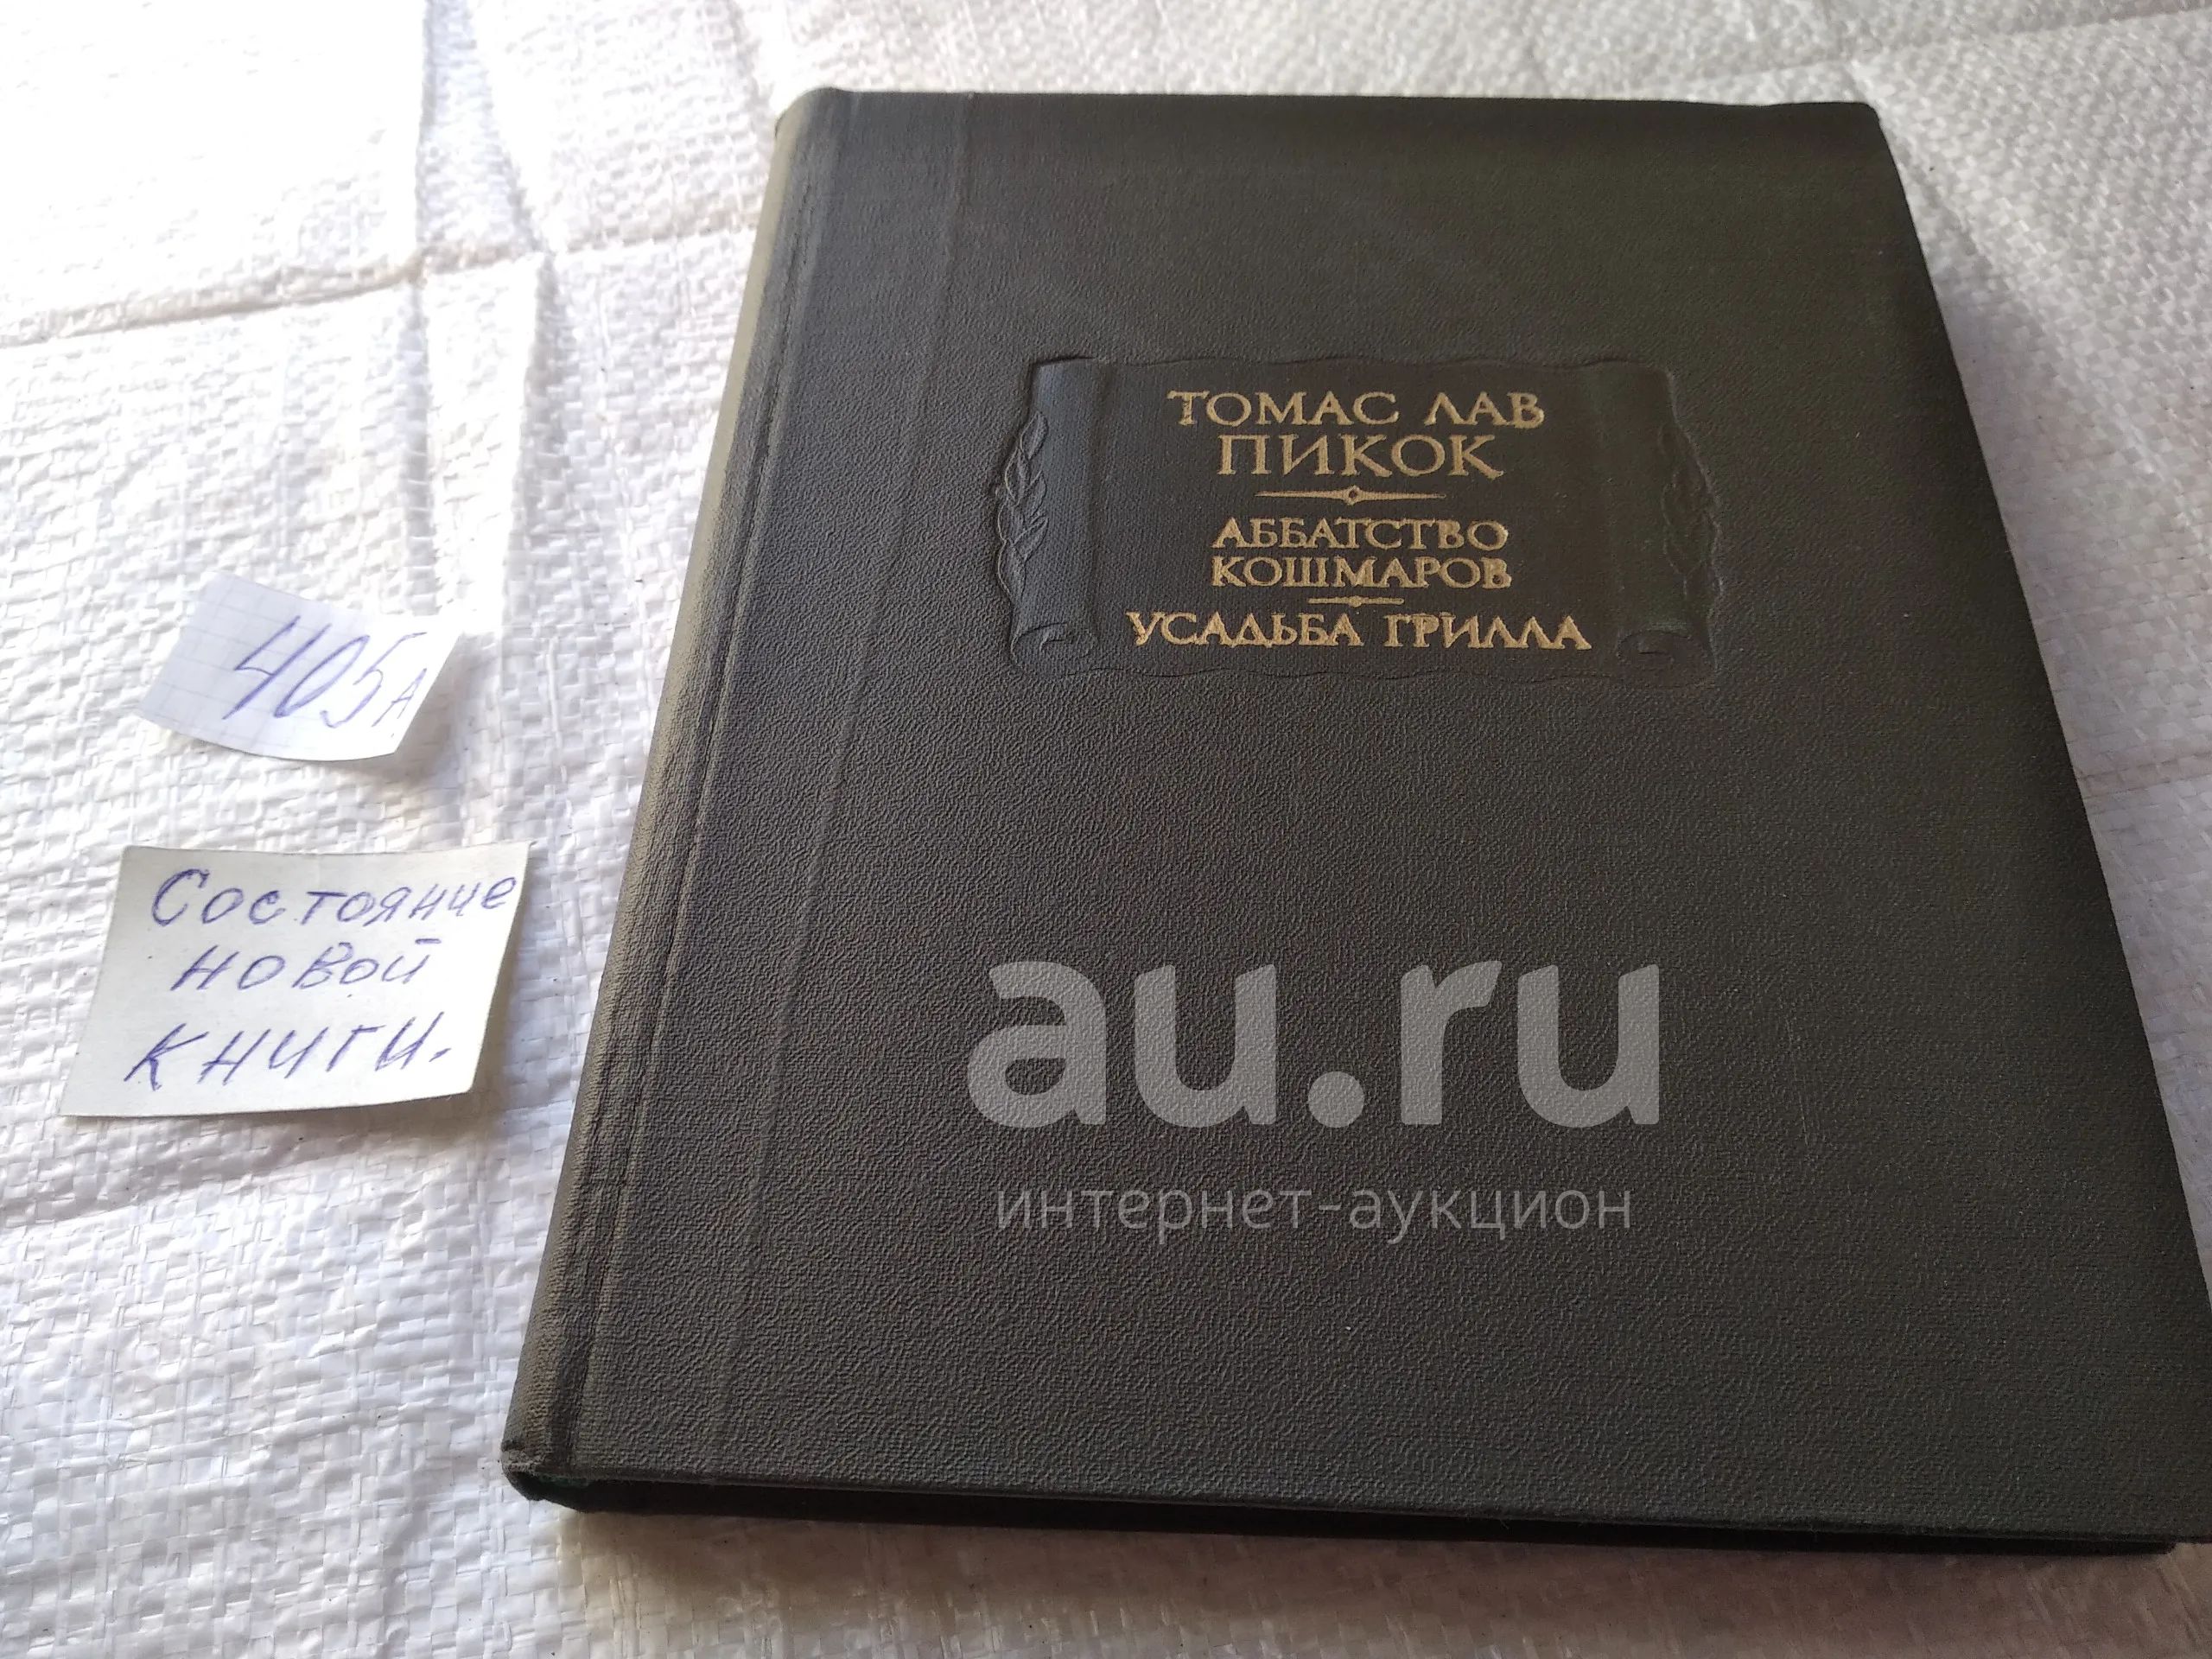 ТОМАС ЛАВ
ПИКОК
АББАТСТВО
КОШМАРОВ
УСАДЬБА ГРИЛЛА
405А
Состояние
новой
книги.
au.ru
интернет-аукцион